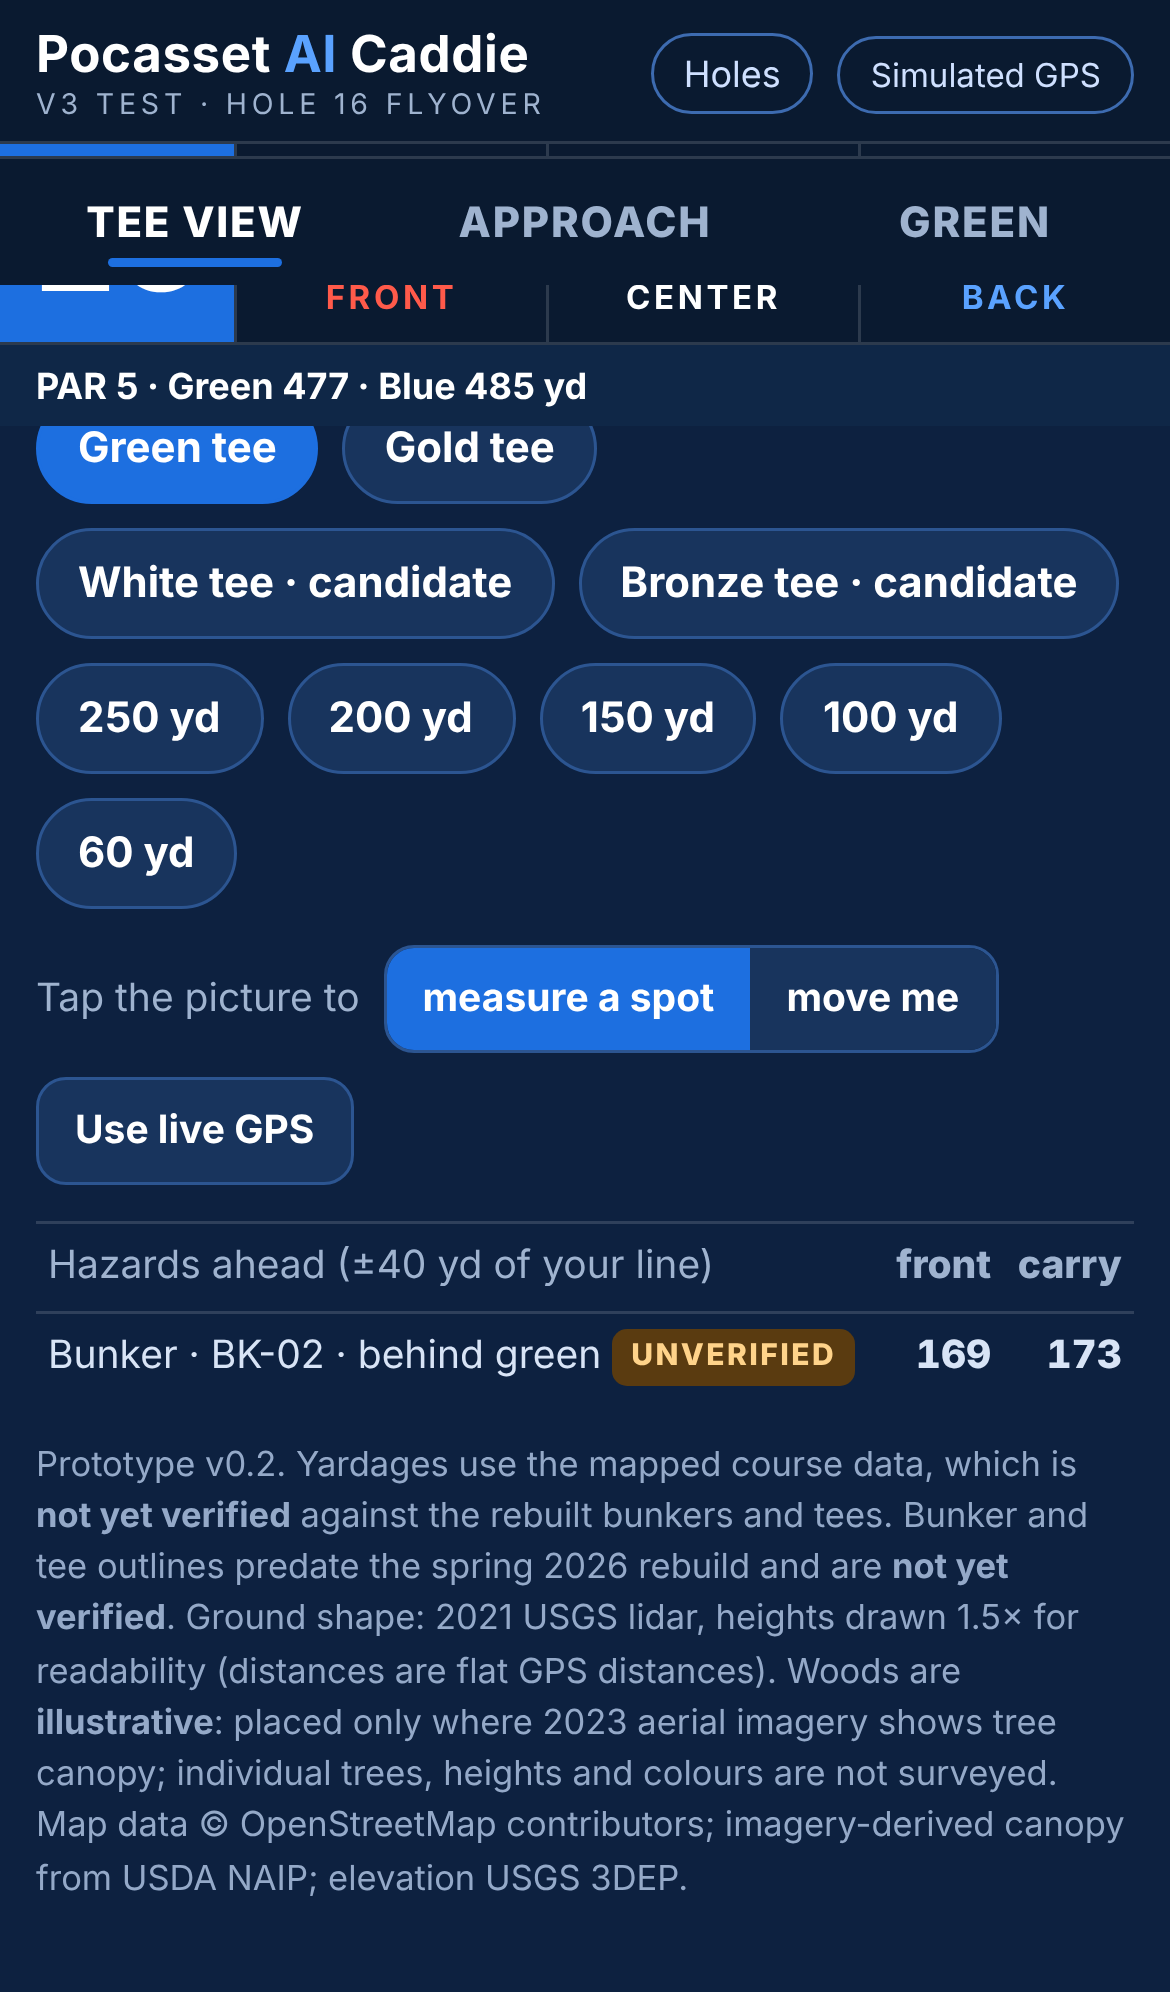 Pocasset AI Caddie
V3 TEST · HOLE 16 FLYOVER
Holes
Simulated GPS
TEE VIEW
APPROACH
GREEN
FRONT
CENTER
BACK
PAR 5 · Green 477 · Blue 485 yd
Green tee
Gold tee
White tee · candidate
Bronze tee · candidate
250 yd
200 yd
150 yd
100 yd
60 yd
Tap the picture to
measure a spot
move me
Use live GPS
Hazards ahead (±40 yd of your line) front carry
Bunker · BK-02 · behind green UNVERIFIED 169 173
Prototype v0.2. Yardages use the mapped course data, which is
not yet verified against the rebuilt bunkers and tees. Bunker and
tee outlines predate the spring 2026 rebuild and are not yet
verified. Ground shape: 2021 USGS lidar, heights drawn 1.5× for
readability (distances are flat GPS distances). Woods are
illustrative: placed only where 2023 aerial imagery shows tree
canopy; individual trees, heights and colours are not surveyed.
Map data © OpenStreetMap contributors; imagery-derived canopy
from USDA NAIP; elevation USGS 3DEP.